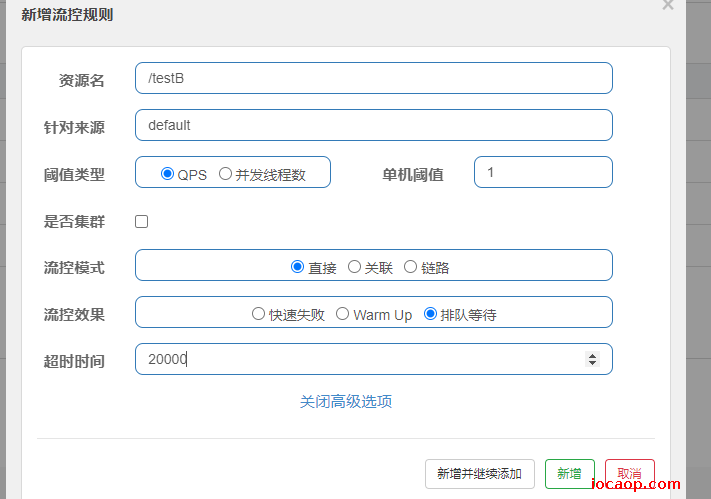 新增流控规则 ×
资源名 /testB
针对来源 default
阈值类型 QPS 并发线程数 单机阈值 1
是否集群
流控模式 直接 关联 链路
流控效果 快速失败 Warm Up 排队等待
超时时间 20000
关闭高级选项
新增并继续添加 新增 取消
iocaop.com